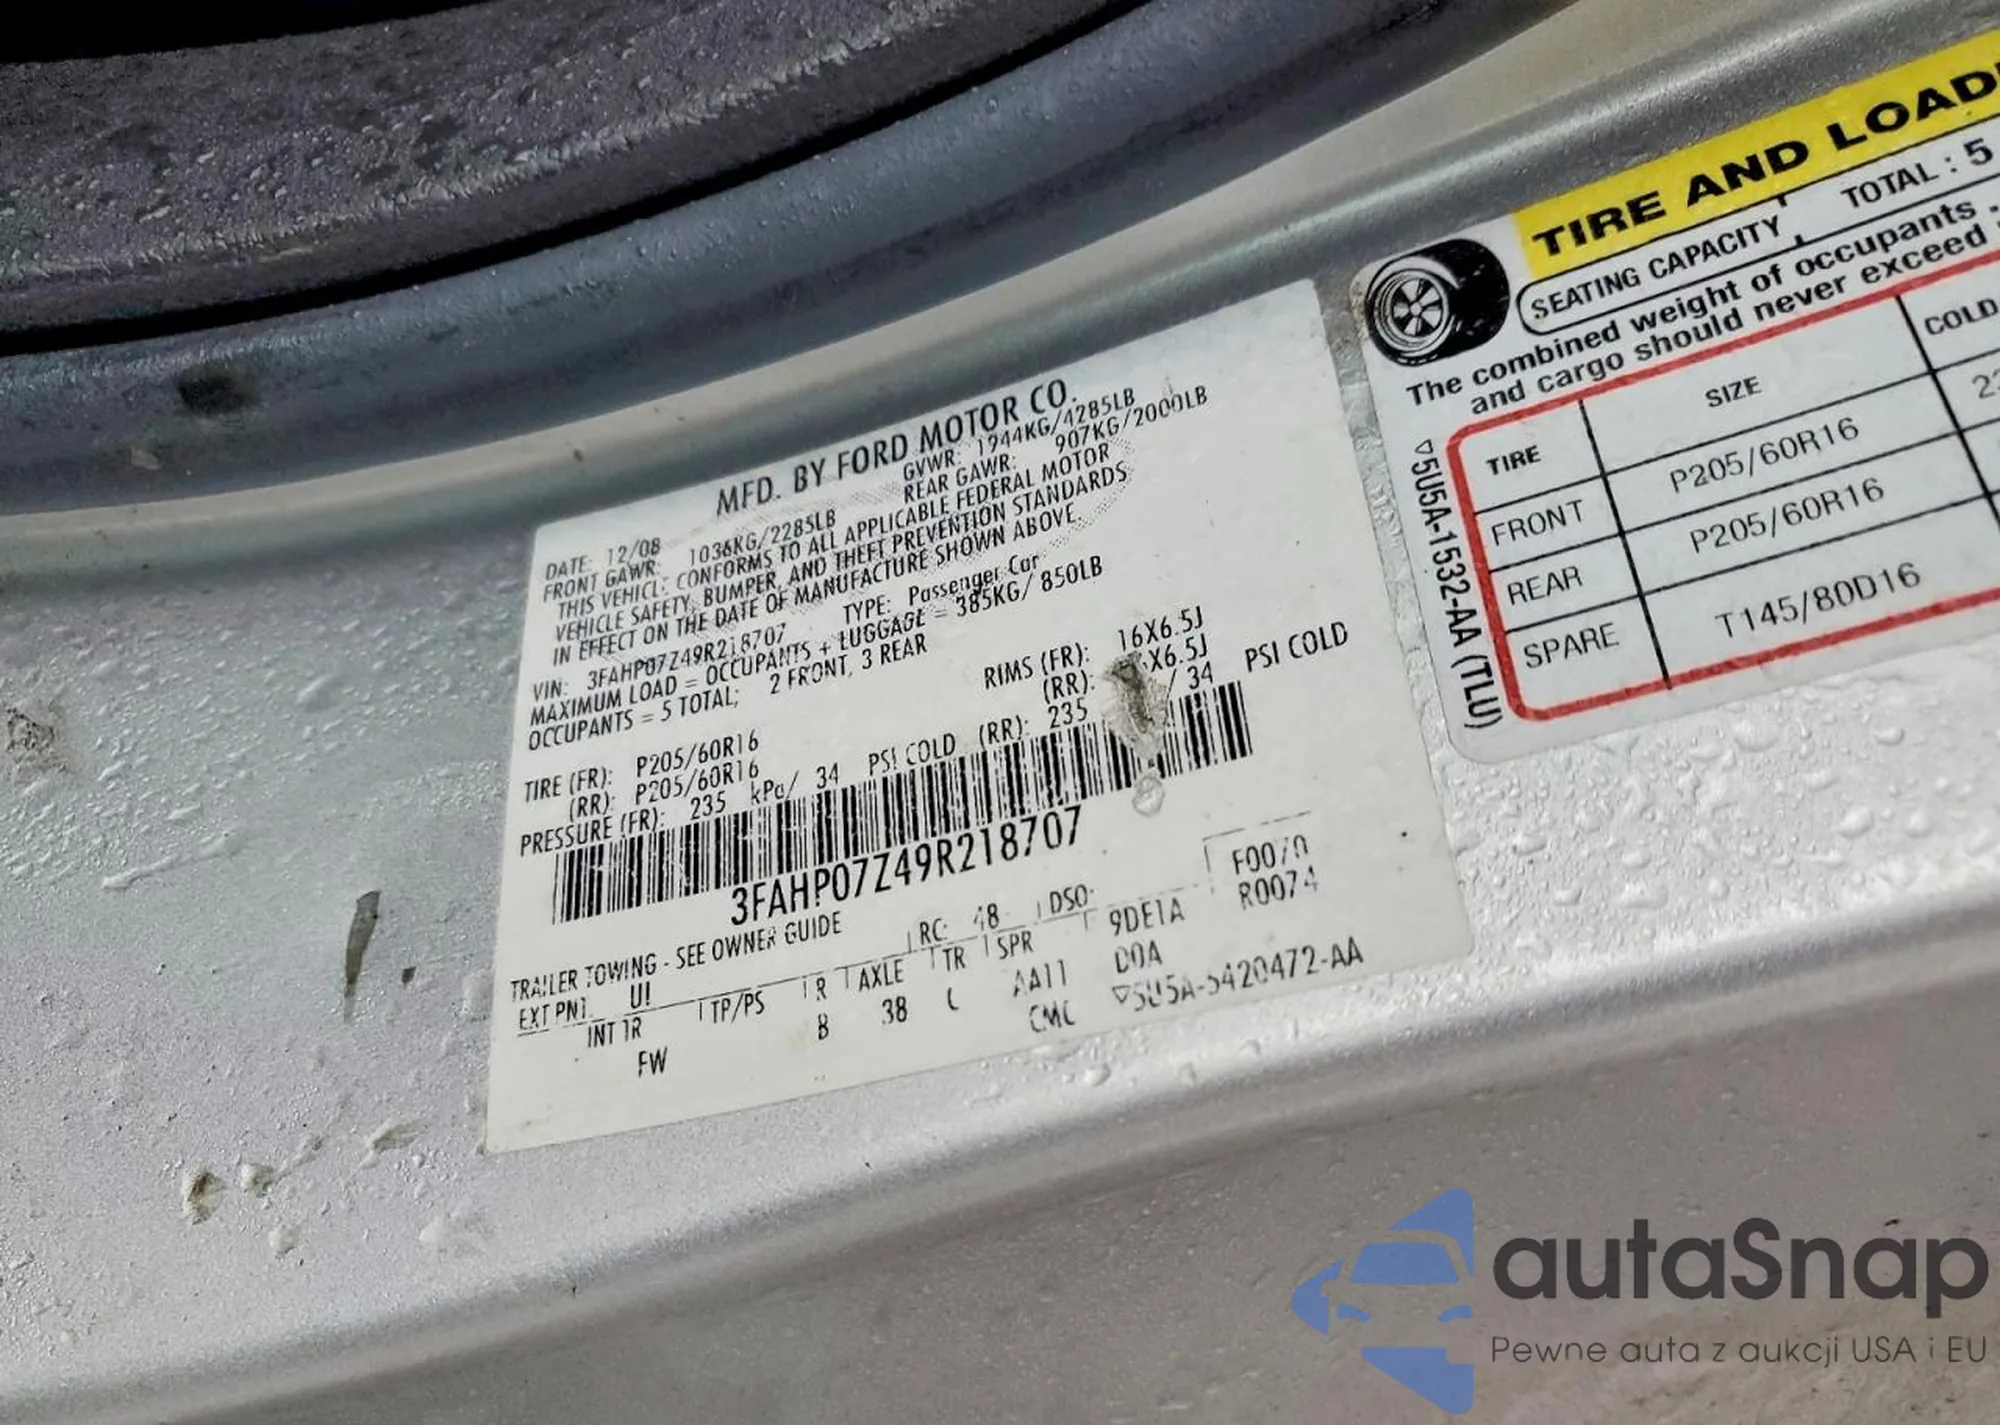 MFD. BY FORD MOTOR CO.
DATE: 12/08 GVWR: 1944KG/4285LB
FRONT GAWR: 1036KG/2285LB REAR GAWR: 907KG/2000LB
THIS VEHICLE CONFORMS TO ALL APPLICABLE FEDERAL MOTOR
VEHICLE SAFETY, BUMPER, AND THEFT PREVENTION STANDARDS
IN EFFECT ON THE DATE OF MANUFACTURE SHOWN ABOVE.
VIN: 3FAHP07Z49R218707 TYPE: Passenger Car
MAXIMUM LOAD = OCCUPANTS + LUGGAGE = 385KG/ 850LB
OCCUPANTS = 5 TOTAL; 2 FRONT, 3 REAR
TIRE (FR): P205/60R16 RIMS (FR): 16X6.5J
(RR): P205/60R16 (RR): X6.5J
PRESSURE (FR): 235 kPa/ 34 PSI COLD (RR): 235 / 34 PSI COLD
3FAHP07Z49R218707
TRAILER TOWING - SEE OWNER GUIDE
EXT PNT: UI RC: 48 DSO: F0070
INT TR TP/PS R AXLE TR SPR 9DE1A R0074
FW B 38 C AA11 D0A
CMC ▽5U5A-5420472-AA
TIRE AND LOAD
SEATING CAPACITY TOTAL : 5
The combined weight of occupants
and cargo should never exceed
TIRE SIZE COLD
FRONT P205/60R16
REAR P205/60R16
SPARE T145/80D16
▽5U5A-1532-AA (TLU)
autaSnap
Pewne auta z aukcji USA i EU